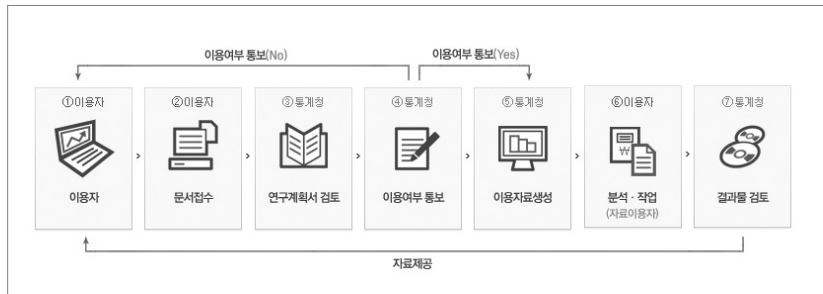 이용여부 통보(No)
이용여부 통보(Yes)
①이용자
②이용자
③통계청
④통계청
⑤통계청
⑥이용자
⑦통계청
₩
이용자
문서접수
연구계획서 검토
이용여부 통보
이용자료생성
분석 · 작업
(자료이용자)
결과물 검토
자료제공